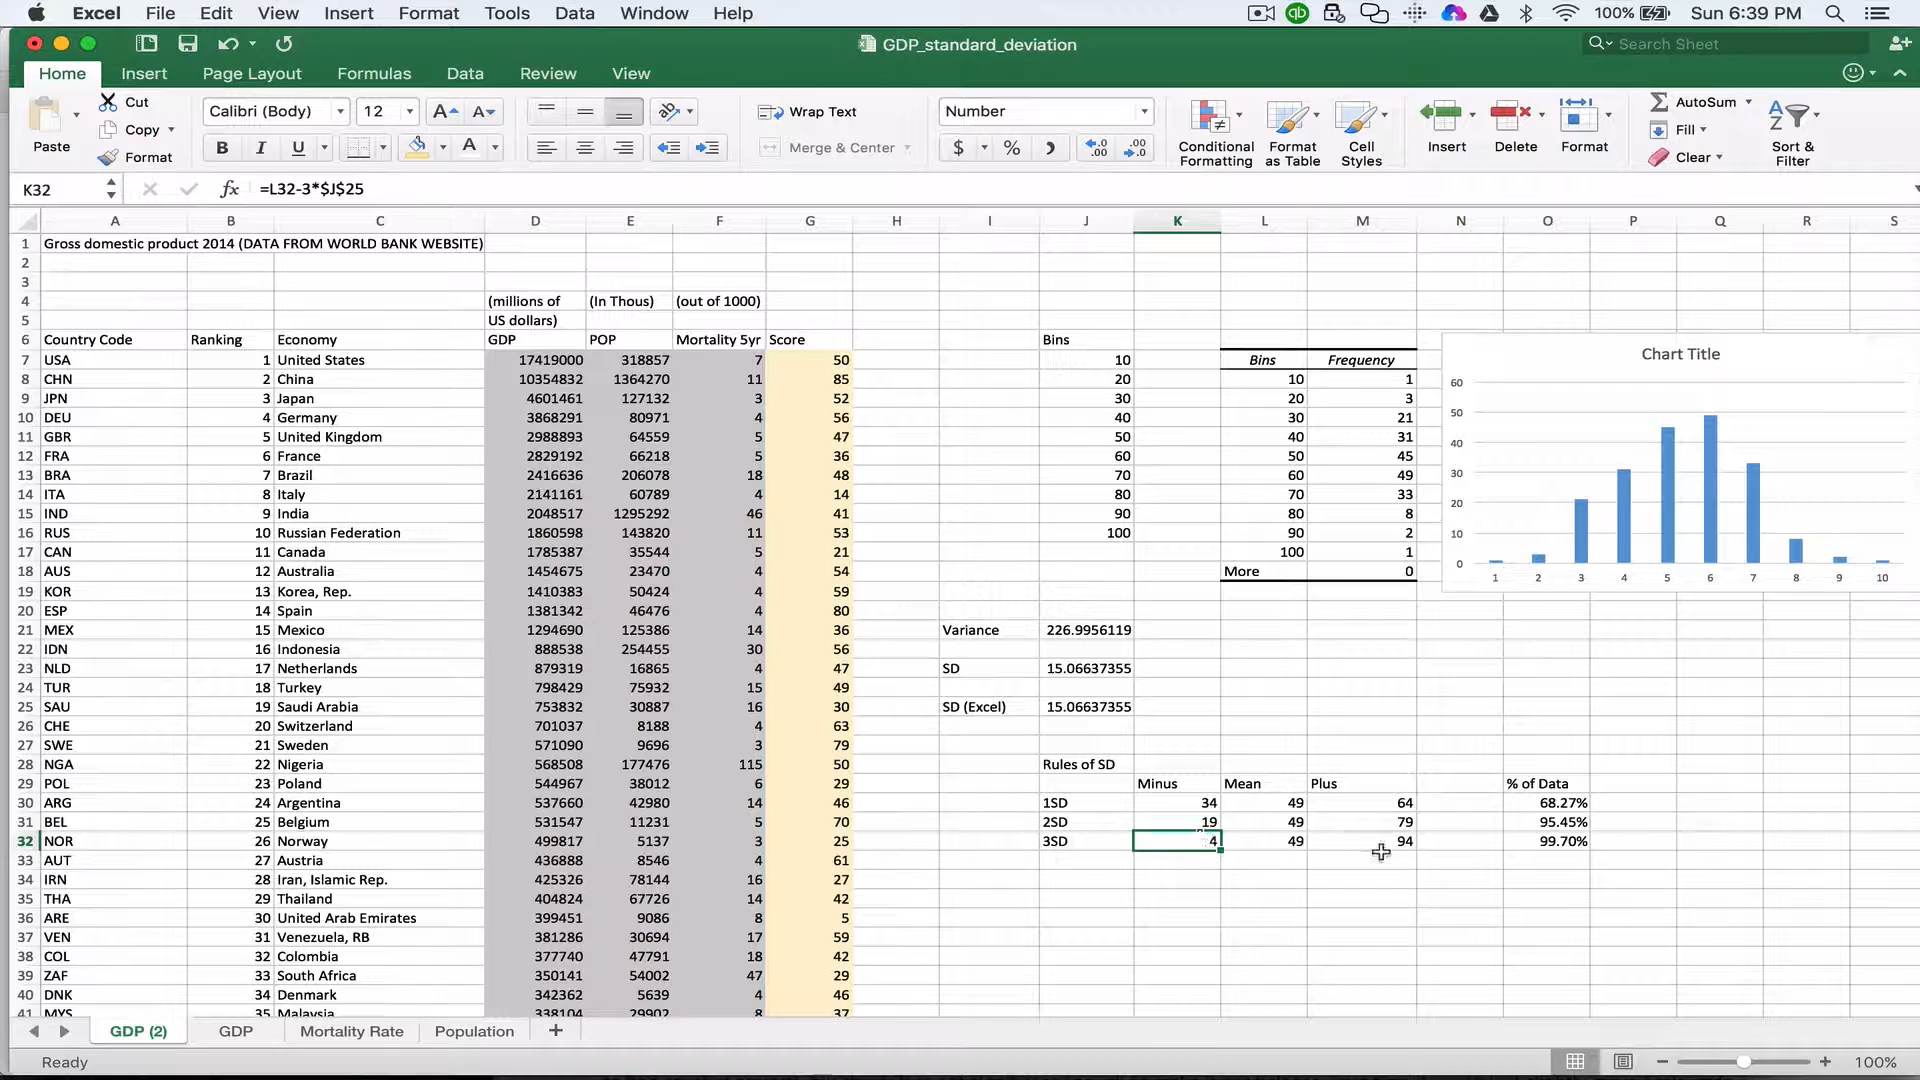 Excel File Edit View Insert Format Tools Data Window Help 100% Sun 6:39 PM
GDP_standard_deviation Search Sheet
Home Insert Page Layout Formulas Data Review View
Paste Cut Copy Format
Calibri (Body) 12 Wrap Text Number
B I U Merge & Center $ % Conditional Formatting Format as Table Cell Styles Insert Delete Format
AutoSum Fill Clear Sort & Filter
K32 fx =L32-3*$J$25
A B C D E F G H I J K L M N O P Q R S
1 Gross domestic product 2014 (DATA FROM WORLD BANK WEBSITE)
2
3
4 (millions of (In Thous) (out of 1000)
5 US dollars)
6 Country Code Ranking Economy GDP POP Mortality 5yr Score Bins
7 USA 1 United States 17419000 318857 7 50 10 Bins Frequency
8 CHN 2 China 10354832 1364270 11 85 20 10 1
9 JPN 3 Japan 4601461 127132 3 52 30 20 3
10 DEU 4 Germany 3868291 80971 4 56 40 30 21
11 GBR 5 United Kingdom 2988893 64559 5 47 50 40 31
12 FRA 6 France 2829192 66218 5 36 60 50 45
13 BRA 7 Brazil 2416636 206078 18 48 70 60 49
14 ITA 8 Italy 2141161 60789 4 14 80 70 33
15 IND 9 India 2048517 1295292 46 41 90 80 8
16 RUS 10 Russian Federation 1860598 143820 11 53 100 90 2
17 CAN 11 Canada 1785387 35544 5 21 100 1
18 AUS 12 Australia 1454675 23470 4 54 More 0
19 KOR 13 Korea, Rep. 1410383 50424 4 59
20 ESP 14 Spain 1381342 46476 4 80
21 MEX 15 Mexico 1294690 125386 14 36 Variance 226.9956119
22 IDN 16 Indonesia 888538 254455 30 56
23 NLD 17 Netherlands 879319 16865 4 47 SD 15.06637355
24 TUR 18 Turkey 798429 75932 15 49
25 SAU 19 Saudi Arabia 753832 30887 16 30 SD (Excel) 15.06637355
26 CHE 20 Switzerland 701037 8188 4 63
27 SWE 21 Sweden 571090 9696 3 79
28 NGA 22 Nigeria 568508 177476 115 50 Rules of SD
29 POL 23 Poland 544967 38012 6 29 Minus Mean Plus % of Data
30 ARG 24 Argentina 537660 42980 14 46 1SD 34 49 64 68.27%
31 BEL 25 Belgium 531547 11231 5 70 2SD 19 49 79 95.45%
32 NOR 26 Norway 499817 5137 3 25 3SD 4 49 94 99.70%
33 AUT 27 Austria 436888 8546 4 61
34 IRN 28 Iran, Islamic Rep. 425326 78144 16 27
35 THA 29 Thailand 404824 67726 14 42
36 ARE 30 United Arab Emirates 399451 9086 8 5
37 VEN 31 Venezuela, RB 381286 30694 17 59
38 COL 32 Colombia 377740 47791 18 42
39 ZAF 33 South Africa 350141 54002 47 29
40 DNK 34 Denmark 342362 5639 4 46
41 MYS 35 Malaysia 338104 29902 8 37
Chart Title
60
50
40
30
20
10
0
1 2 3 4 5 6 7 8 9 10
GDP (2) GDP Mortality Rate Population
Ready 100%